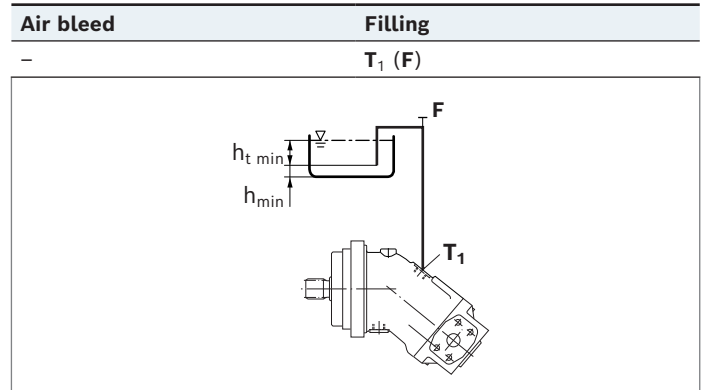 Air bleed Filling
– T₁ (F)
F
hₜ ₘᵢₙ
hₘᵢₙ
T₁